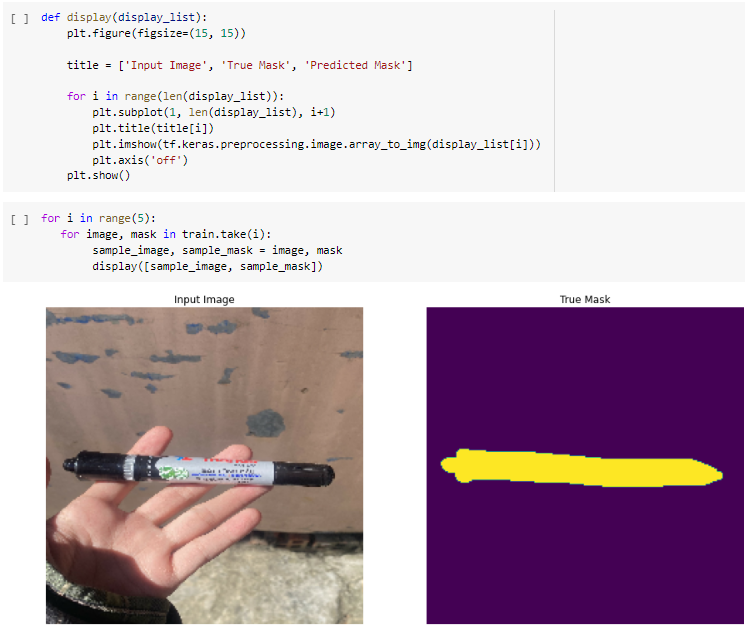 [ ] def display(display_list):
plt.figure(figsize=(15, 15))
title = ['Input Image', 'True Mask', 'Predicted Mask']
for i in range(len(display_list)):
plt.subplot(1, len(display_list), i+1)
plt.title(title[i])
plt.imshow(tf.keras.preprocessing.image.array_to_img(display_list[i]))
plt.axis('off')
plt.show()
[ ] for i in range(5):
for image, mask in train.take(i):
sample_image, sample_mask = image, mask
display([sample_image, sample_mask])
Input Image
True Mask